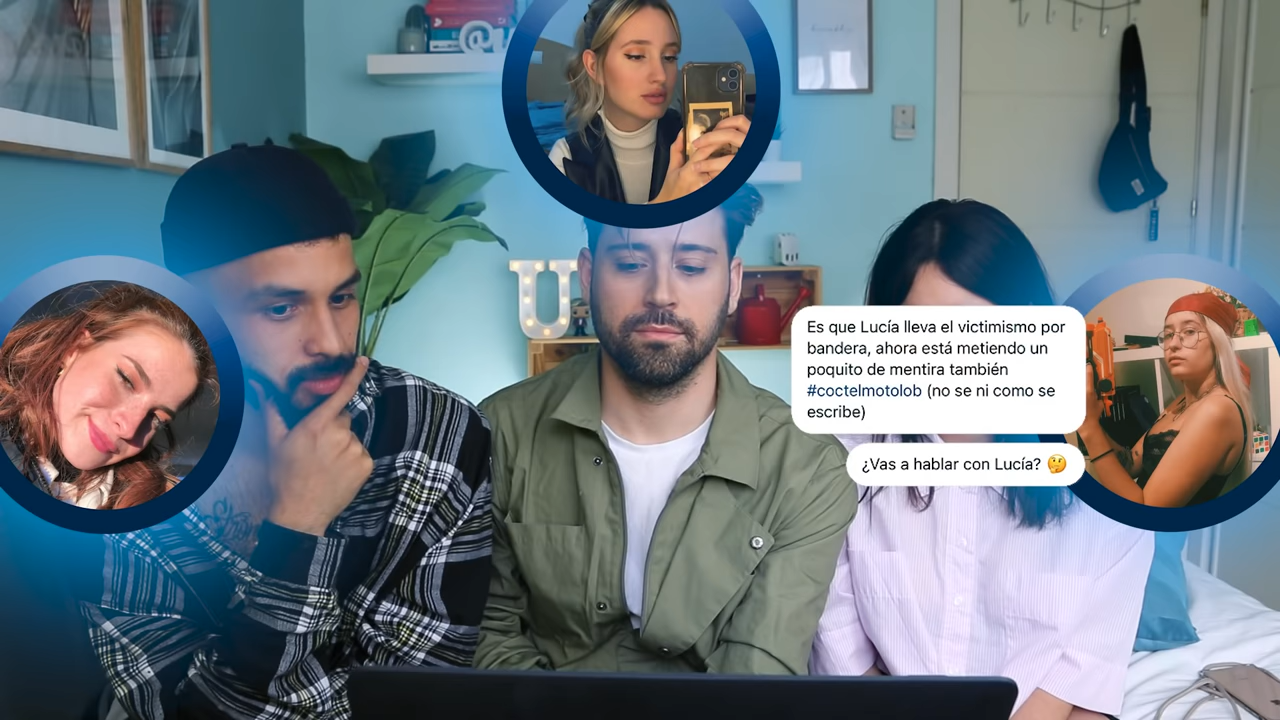 @u
U
Es que Lucía lleva el victimismo por
bandera, ahora está metiendo un
poquito de mentira también
#coctelmotolob (no se ni como se
escribe)
¿Vas a hablar con Lucía? 🤔